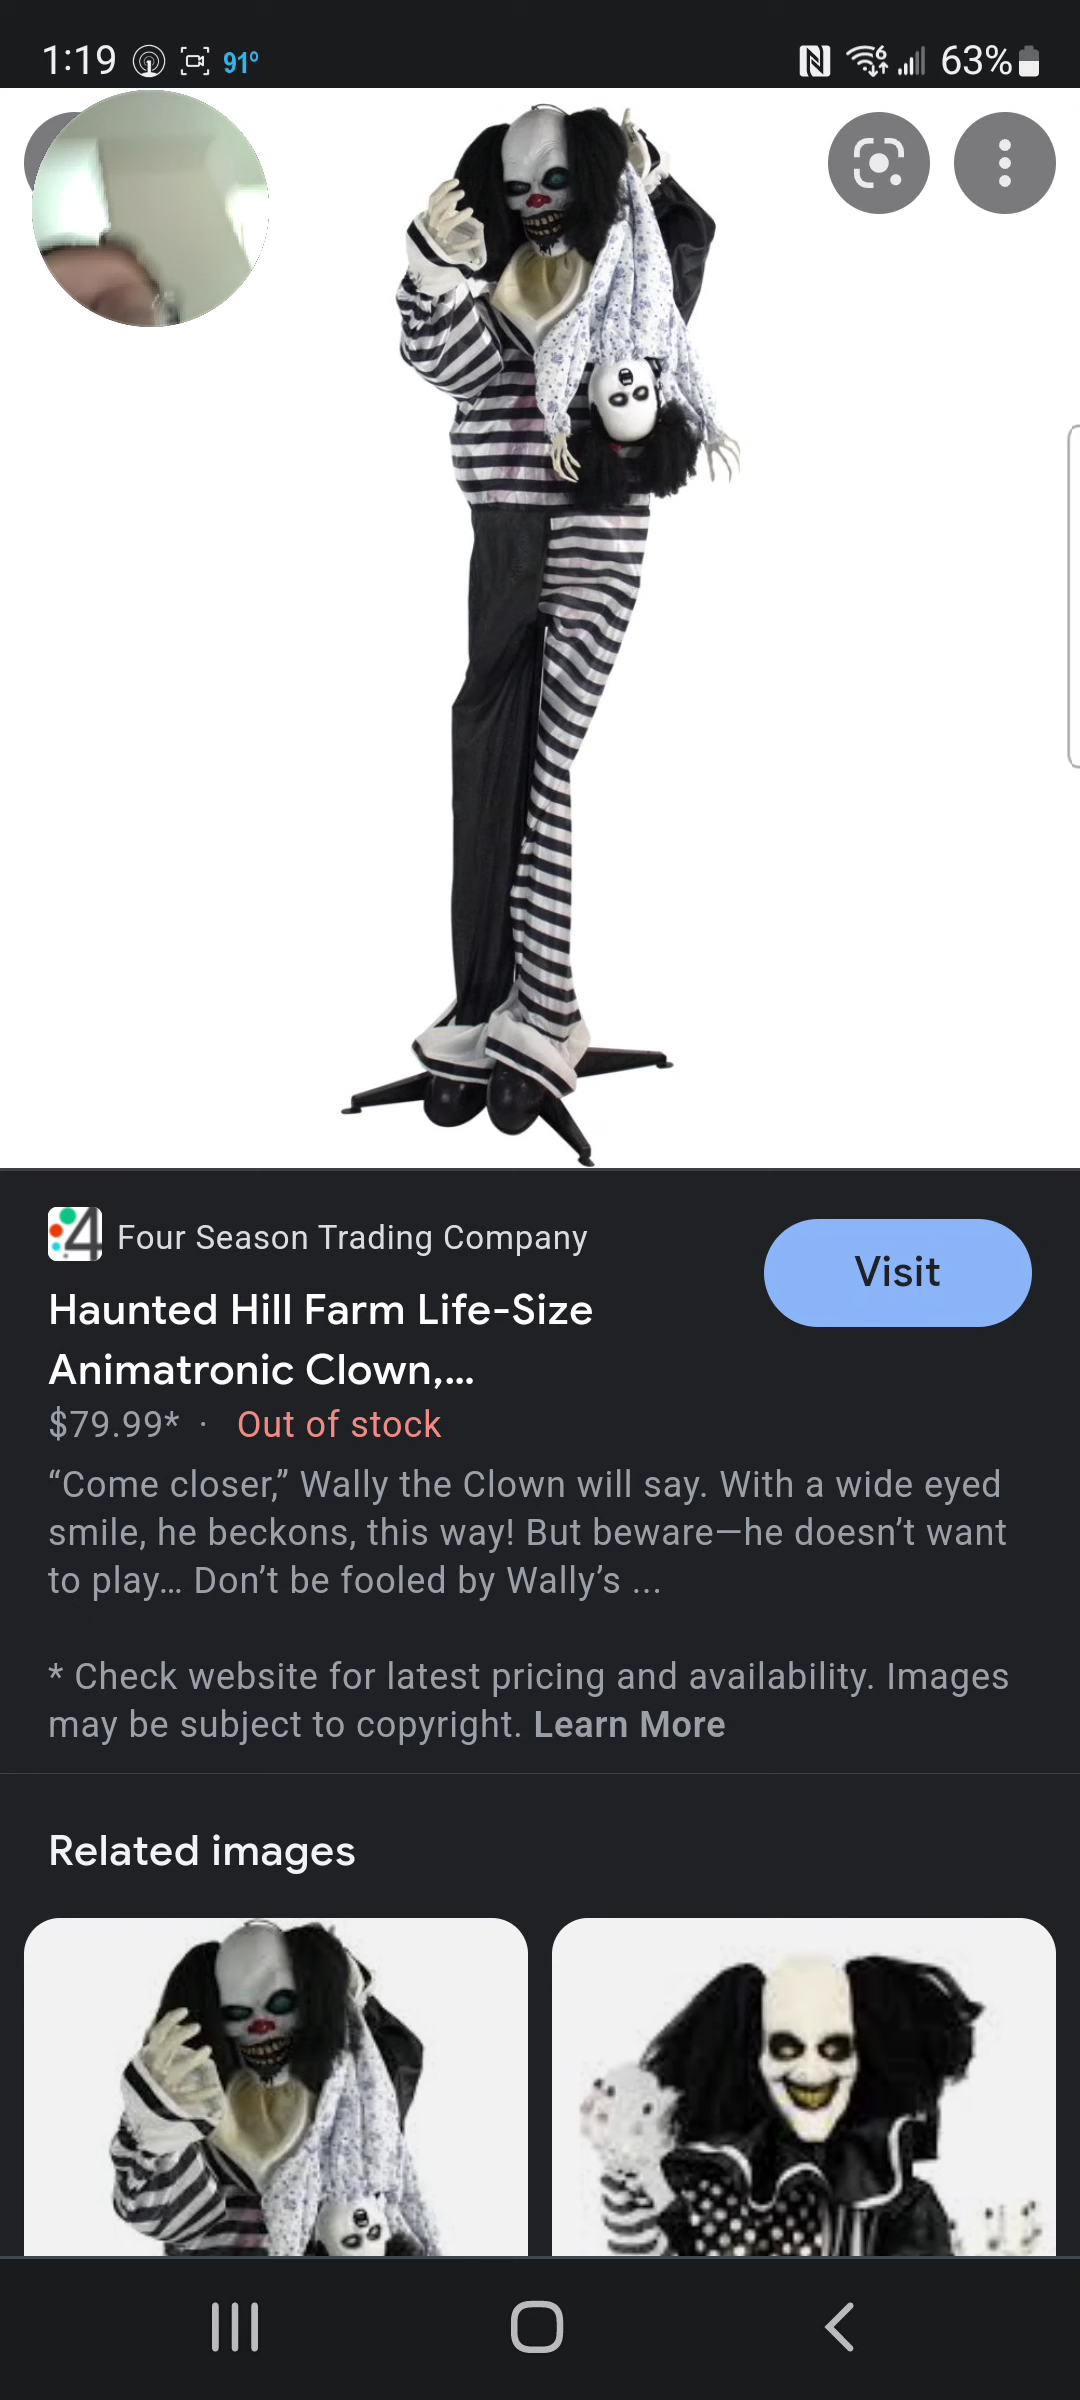 1:19 91° 63%
4 Four Season Trading Company
Visit
Haunted Hill Farm Life-Size
Animatronic Clown,...
$79.99* · Out of stock
“Come closer,” Wally the Clown will say. With a wide eyed
smile, he beckons, this way! But beware—he doesn’t want
to play… Don’t be fooled by Wally’s ...
* Check website for latest pricing and availability. Images
may be subject to copyright. Learn More
Related images